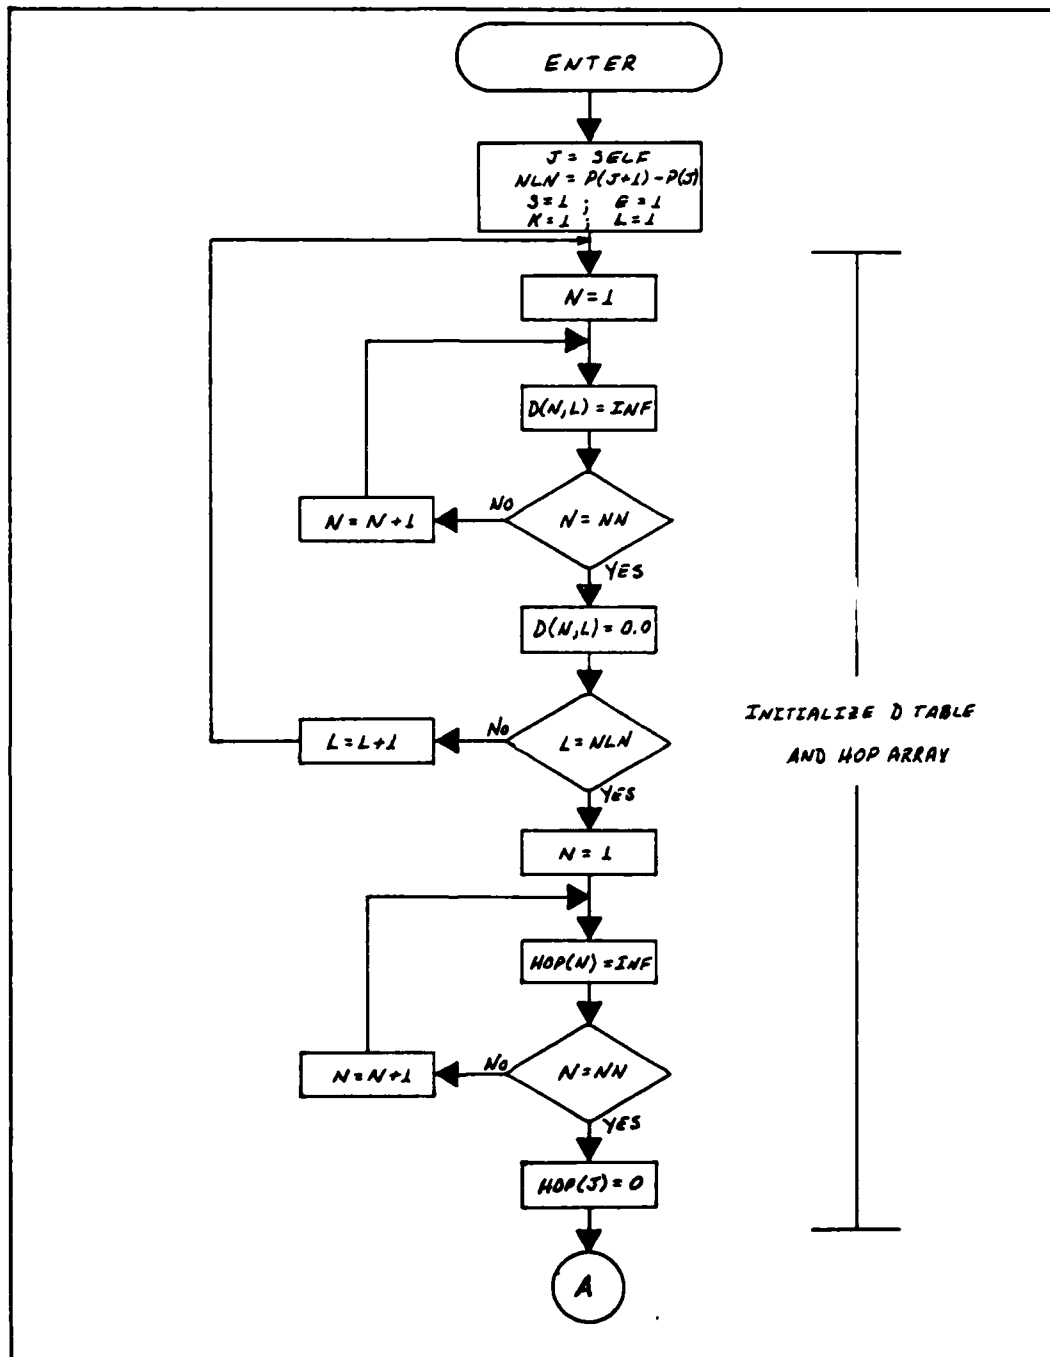 ENTER
J = SELF
NLN = P(J+1) - P(J)
S=1 ; E=1
K=1 ; L=1
N=1
D(N,L) = INF
N = NN
NO
N = N+1
YES
D(N,L) = 0.0
L = NLN
NO
L = L+1
YES
N = 1
HOP(N) = INF
N = NN
NO
N = N+1
YES
HOP(J) = 0
A
INITIALIZE D TABLE
AND HOP ARRAY